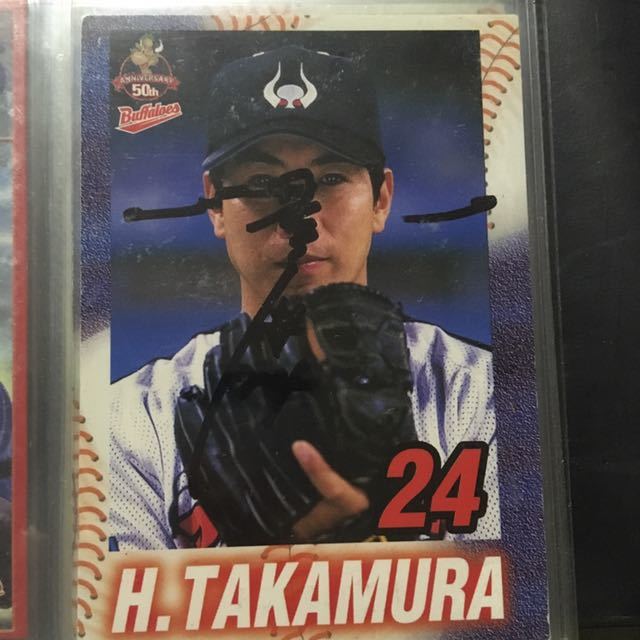 ANNIVERSARY
50th
Buffaloes
24
H. TAKAMURA